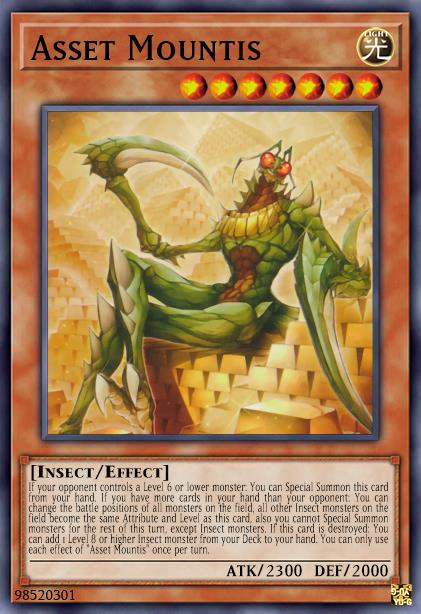 Asset Mountis
LIGHT
光
[Insect/Effect]
If your opponent controls a Level 6 or lower monster: You can Special Summon this card
from your hand. If you have more cards in your hand than your opponent: You can
change the battle positions of all monsters on the field, all other Insect monsters on the
field become the same Attribute and Level as this card, also you cannot Special Summon
monsters for the rest of this turn, except Insect monsters. If this card is destroyed: You
can add 1 Level 8 or higher Insect monster from your Deck to your hand. You can only use
each effect of "Asset Mountis" once per turn.
ATK/2300 DEF/2000
98520301